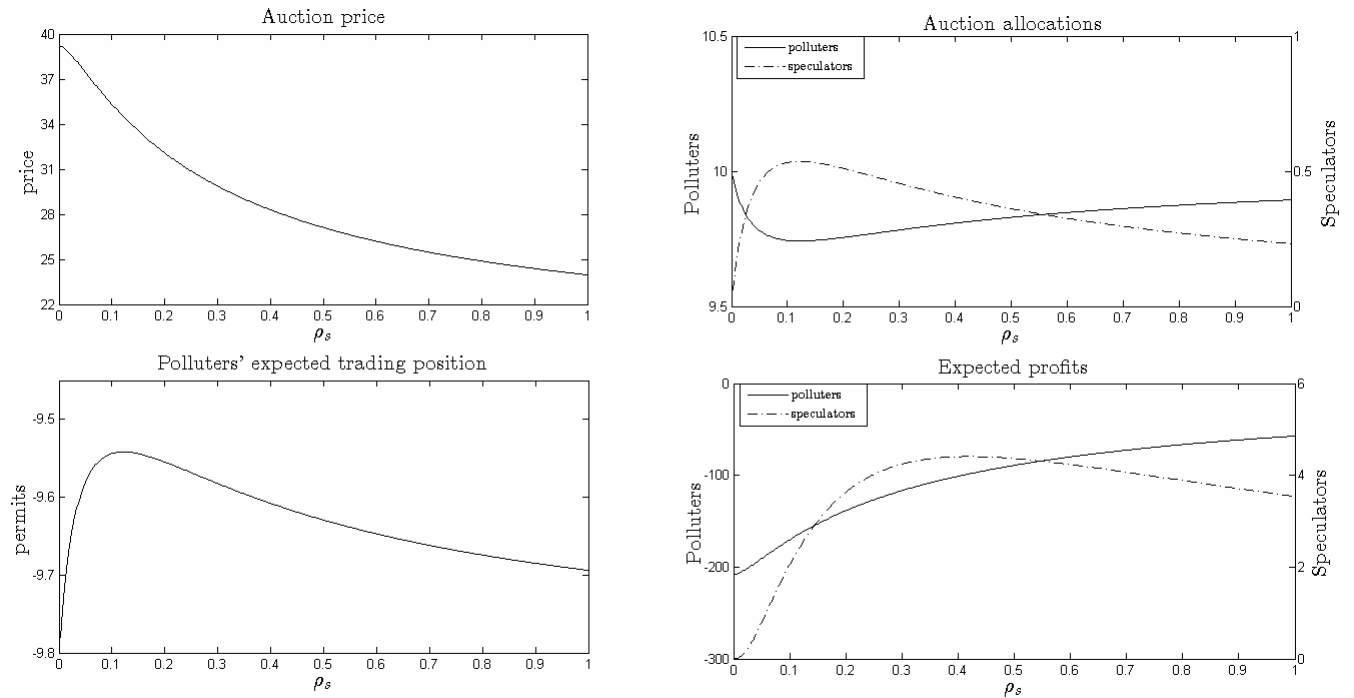 Auction price
40
37
34
31
28
25
22
price
0 0.1 0.2 0.3 0.4 0.5 0.6 0.7 0.8 0.9 1
ρs
Auction allocations
polluters
speculators
10.5
10
9.5
Polluters
1
0.5
0
Speculators
0 0.1 0.2 0.3 0.4 0.5 0.6 0.7 0.8 0.9 1
ρs
Polluters' expected trading position
-9.5
-9.6
-9.7
-9.8
permits
0 0.1 0.2 0.3 0.4 0.5 0.6 0.7 0.8 0.9 1
ρs
Expected profits
polluters
speculators
0
-100
-200
-300
Polluters
6
4
2
0
Speculators
0 0.1 0.2 0.3 0.4 0.5 0.6 0.7 0.8 0.9 1
ρs